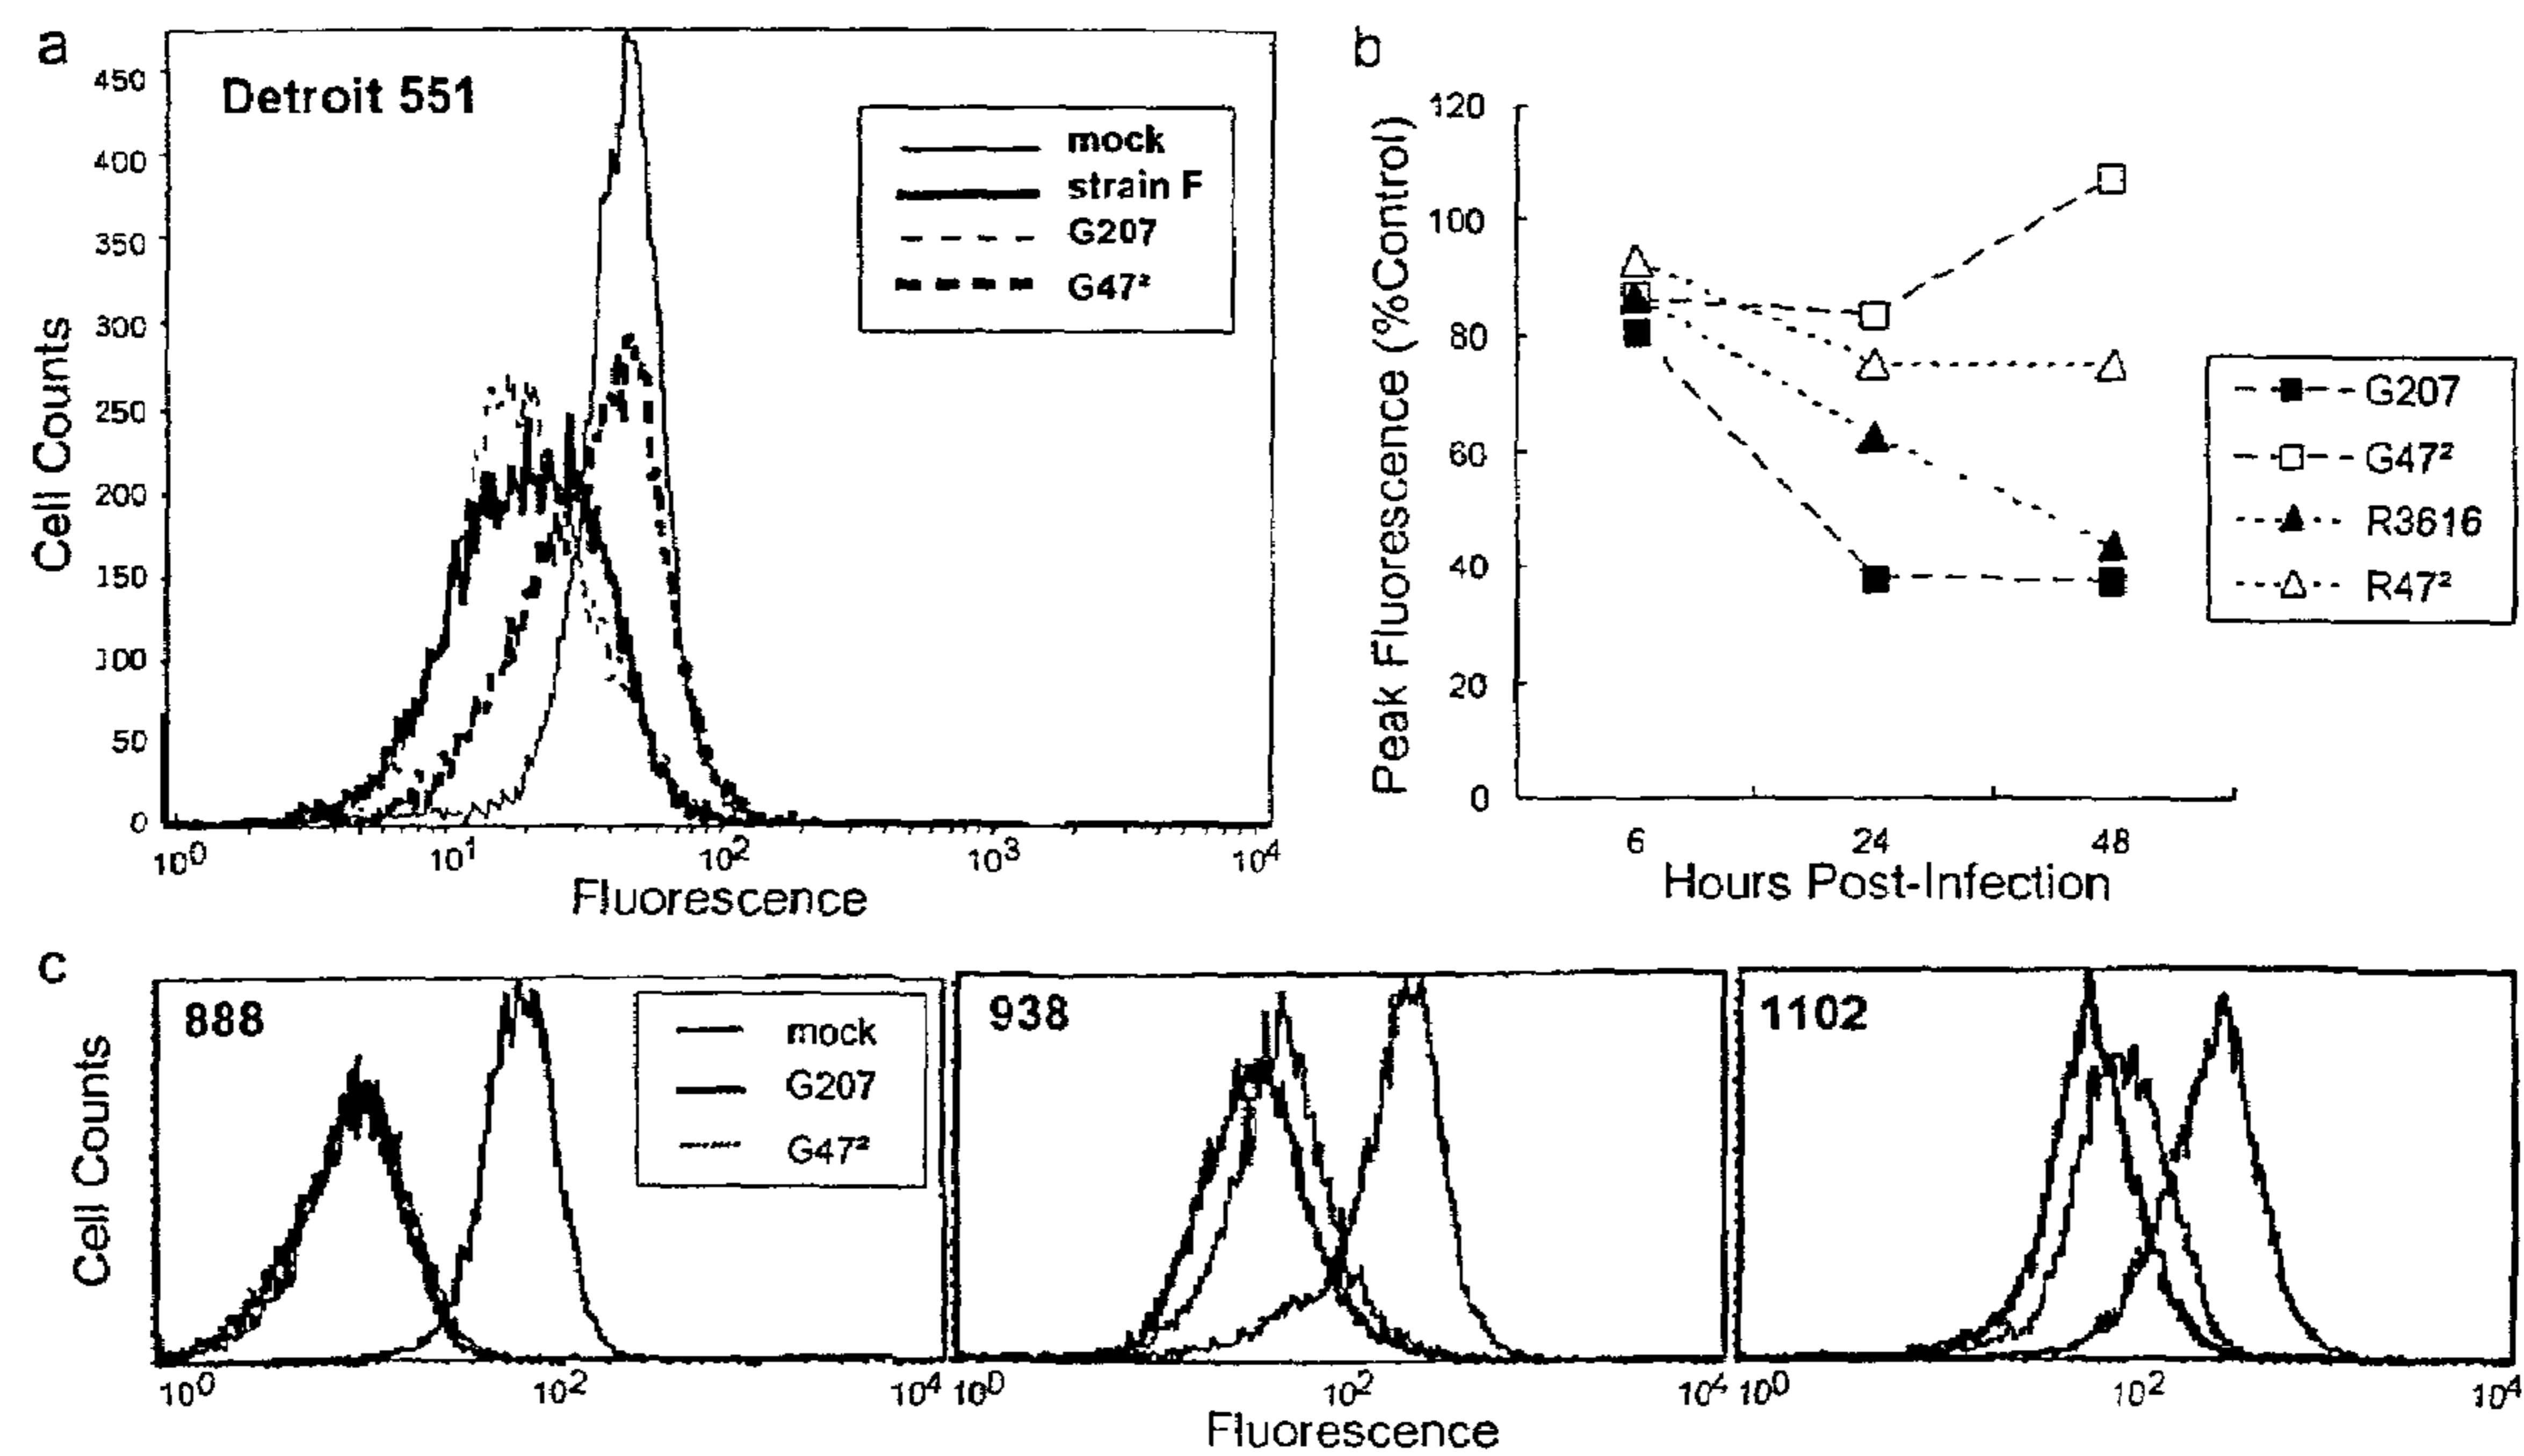 a
Detroit 551
mock
strain F
G207
G47²
450
400
350
300
250
200
150
100
50
0
Cell Counts
10⁰ 10¹ 10² 10³ 10⁴
Fluorescence
b
120
100
80
60
40
20
0
Peak Fluorescence (%Control)
6 24 48
Hours Post-Infection
G207
G47²
R3616
R47²
c
888
mock
G207
G47²
938
1102
Cell Counts
10⁰ 10² 10⁴ 10⁰ 10² 10⁴ 10⁰ 10² 10⁴
Fluorescence